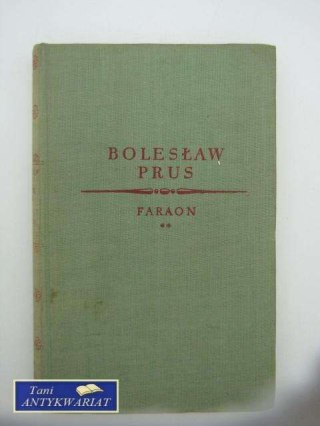 BOLESŁAW
PRUS
FARAON
**
Tani
ANTYKWARIAT